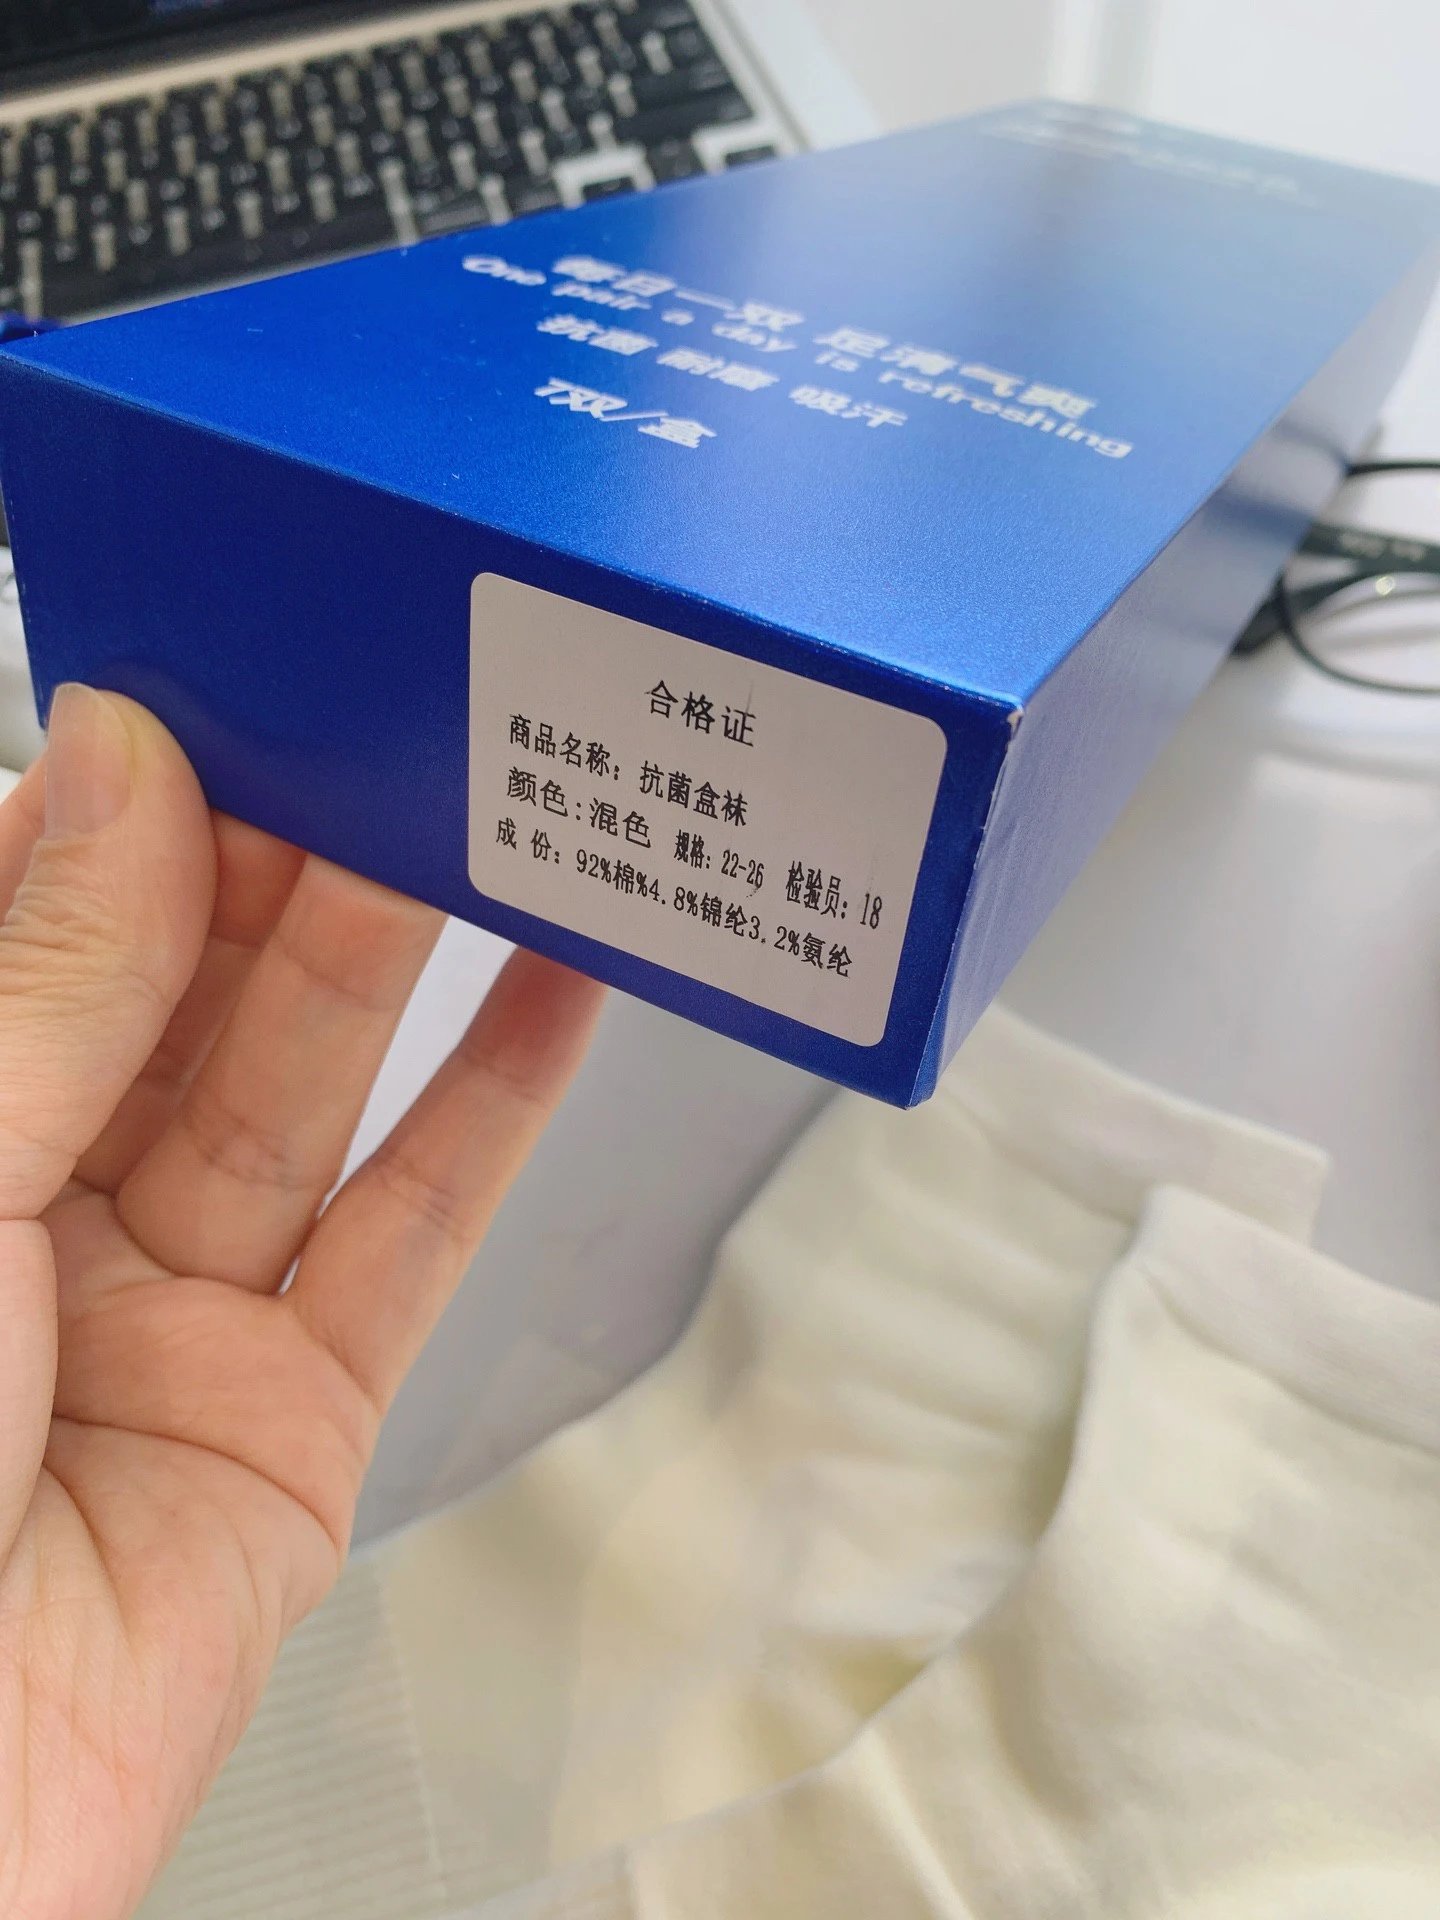 每日一双 足清气爽
One pair a day is refreshing
抗菌 耐磨 吸汗
7双/盒
合格证
商品名称：抗菌盒袜
颜色：混色 规格：22-26 检验员：18
成 份：92%棉%4.8%锦纶3.2%氨纶